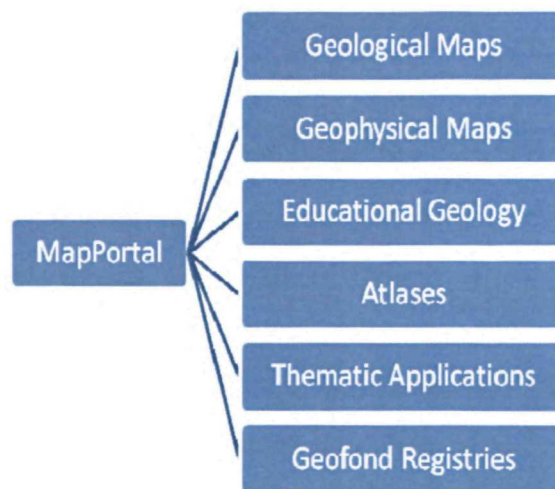 Geological Maps
Geophysical Maps
Educational Geology
MapPortal
Atlases
Thematic Applications
Geofond Registries